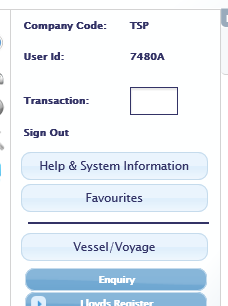 Company Code: TSP
User Id: 7480A
Transaction:
Sign Out
Help & System Information
Favourites
Vessel/Voyage
Enquiry
Lloyds Register